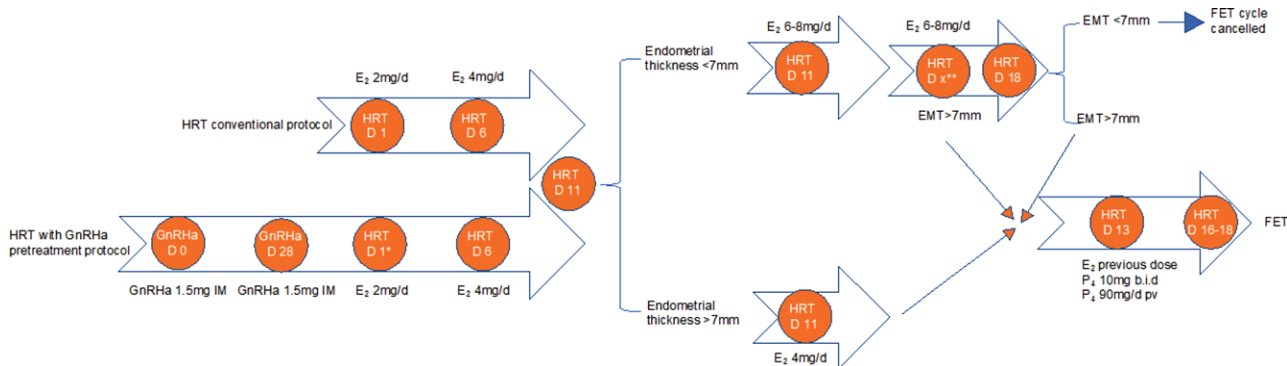 E₂ 2mg/d
E₂ 4mg/d
HRT conventional protocol
HRT
D 1
HRT
D 6
HRT
D 11
HRT with GnRHa
pretreatment protocol
GnRHa
D 0
GnRHa
D 28
HRT
D 1*
HRT
D 6
GnRHa 1.5mg IM
GnRHa 1.5mg IM
E₂ 2mg/d
E₂ 4mg/d
Endometrial
thickness <7mm
E₂ 6-8mg/d
HRT
D 11
E₂ 6-8mg/d
HRT
D x**
HRT
D 18
EMT>7mm
EMT <7mm
FET cycle
cancelled
EMT>7mm
Endometrial
thickness >7mm
HRT
D 11
E₂ 4mg/d
HRT
D 13
HRT
D 16-18
FET
E₂ previous dose
P₄ 10mg b.i.d
P₄ 90mg/d pv